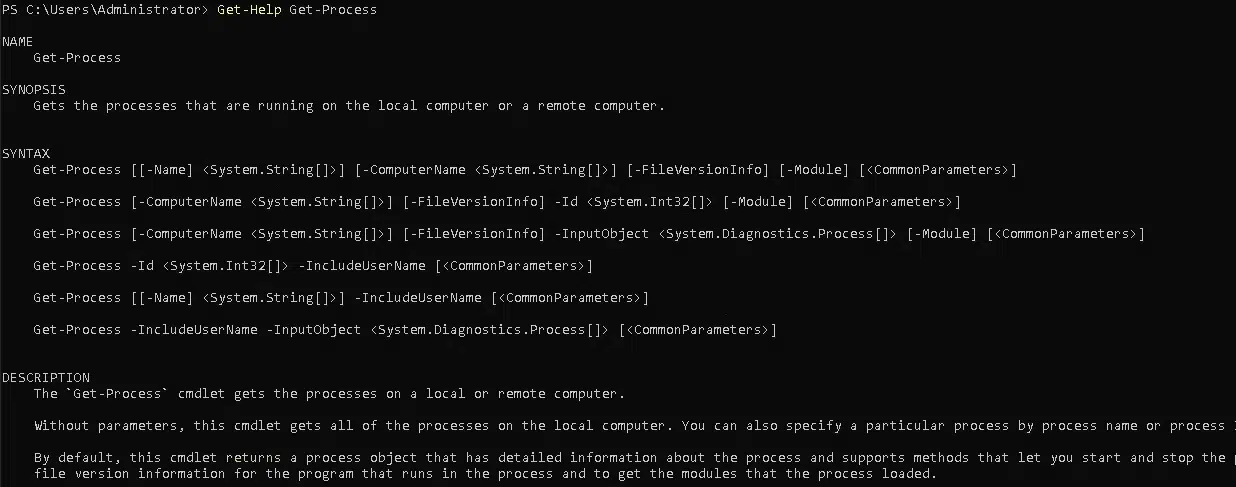 PS C:\Users\Administrator> Get-Help Get-Process
NAME
Get-Process
SYNOPSIS
Gets the processes that are running on the local computer or a remote computer.
SYNTAX
Get-Process [[-Name] <System.String[]>] [-ComputerName <System.String[]>] [-FileVersionInfo] [-Module] [<CommonParameters>]
Get-Process [-ComputerName <System.String[]>] [-FileVersionInfo] -Id <System.Int32[]> [-Module] [<CommonParameters>]
Get-Process [-ComputerName <System.String[]>] [-FileVersionInfo] -InputObject <System.Diagnostics.Process[]> [-Module] [<CommonParameters>]
Get-Process -Id <System.Int32[]> -IncludeUserName [<CommonParameters>]
Get-Process [[-Name] <System.String[]>] -IncludeUserName [<CommonParameters>]
Get-Process -IncludeUserName -InputObject <System.Diagnostics.Process[]> [<CommonParameters>]
DESCRIPTION
The `Get-Process` cmdlet gets the processes on a local or remote computer.
Without parameters, this cmdlet gets all of the processes on the local computer. You can also specify a particular process by process name or process
By default, this cmdlet returns a process object that has detailed information about the process and supports methods that let you start and stop the
file version information for the program that runs in the process and to get the modules that the process loaded.